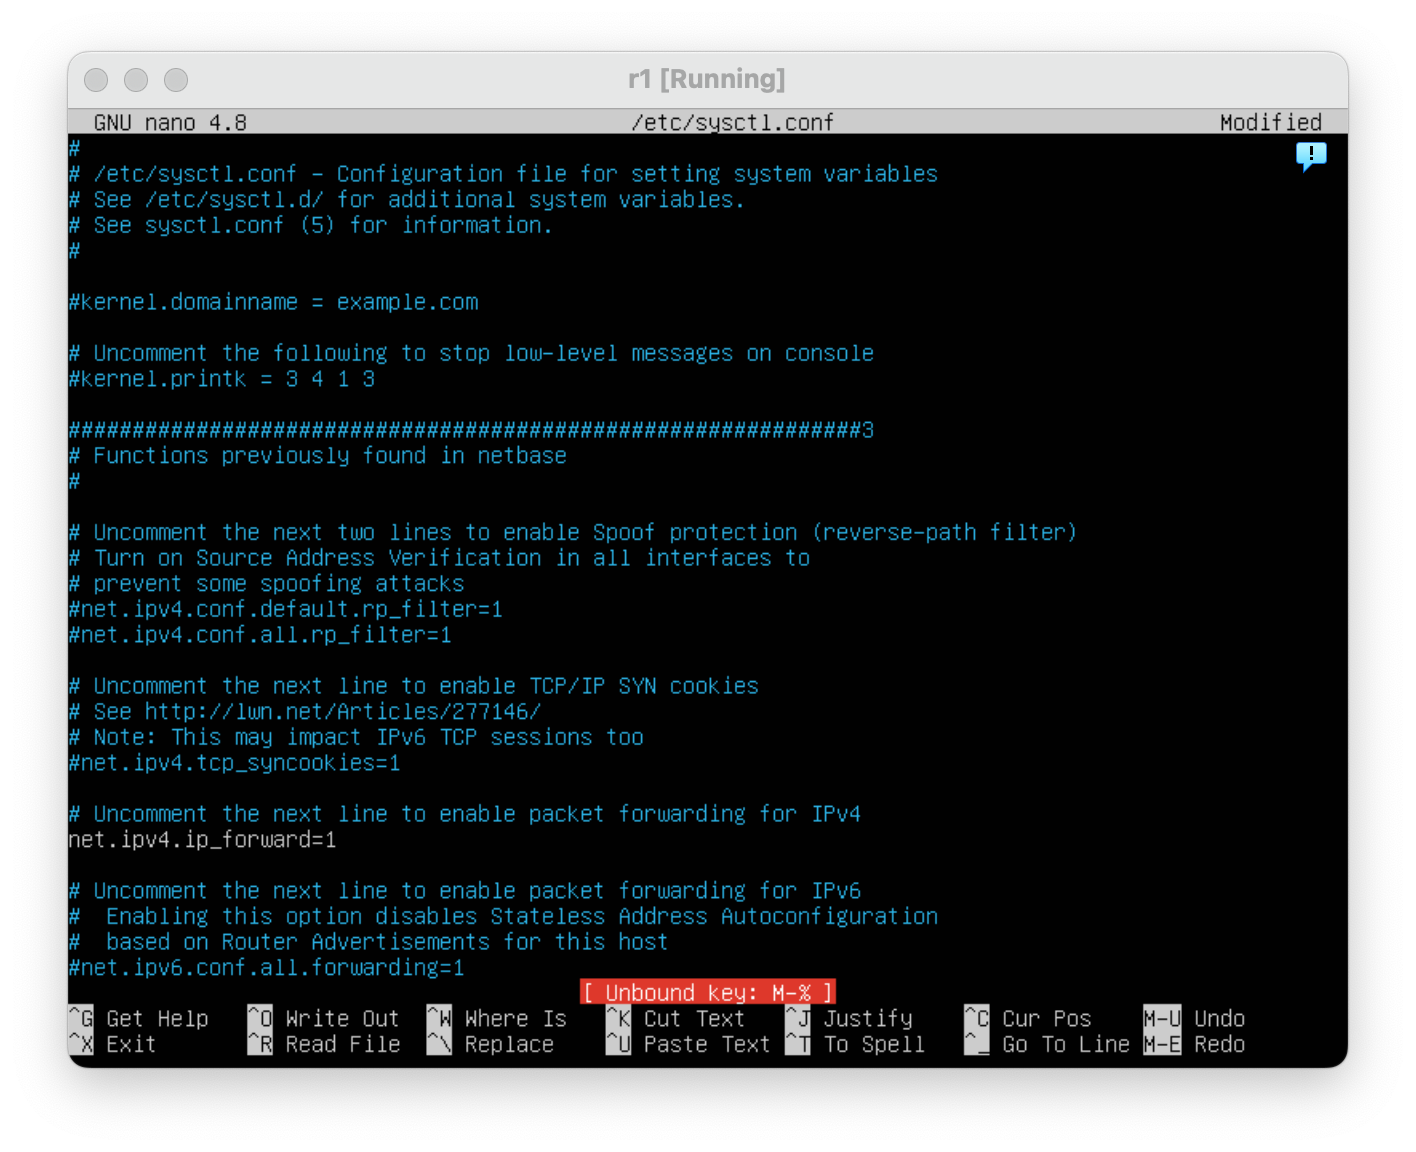 r1 [Running]
GNU nano 4.8 /etc/sysctl.conf Modified
#
# /etc/sysctl.conf - Configuration file for setting system variables
# See /etc/sysctl.d/ for additional system variables.
# See sysctl.conf (5) for information.
#
#kernel.domainname = example.com
# Uncomment the following to stop low-level messages on console
#kernel.printk = 3 4 1 3
##############################################################3
# Functions previously found in netbase
#
# Uncomment the next two lines to enable Spoof protection (reverse-path filter)
# Turn on Source Address Verification in all interfaces to
# prevent some spoofing attacks
#net.ipv4.conf.default.rp_filter=1
#net.ipv4.conf.all.rp_filter=1
# Uncomment the next line to enable TCP/IP SYN cookies
# See http://lwn.net/Articles/277146/
# Note: This may impact IPv6 TCP sessions too
#net.ipv4.tcp_syncookies=1
# Uncomment the next line to enable packet forwarding for IPv4
net.ipv4.ip_forward=1
# Uncomment the next line to enable packet forwarding for IPv6
#  Enabling this option disables Stateless Address Autoconfiguration
#  based on Router Advertisements for this host
#net.ipv6.conf.all.forwarding=1
[ Unbound key: M-% ]
^G Get Help ^O Write Out ^W Where Is ^K Cut Text ^J Justify ^C Cur Pos M-U Undo
^X Exit ^R Read File ^\ Replace ^U Paste Text ^T To Spell ^_ Go To Line M-E Redo